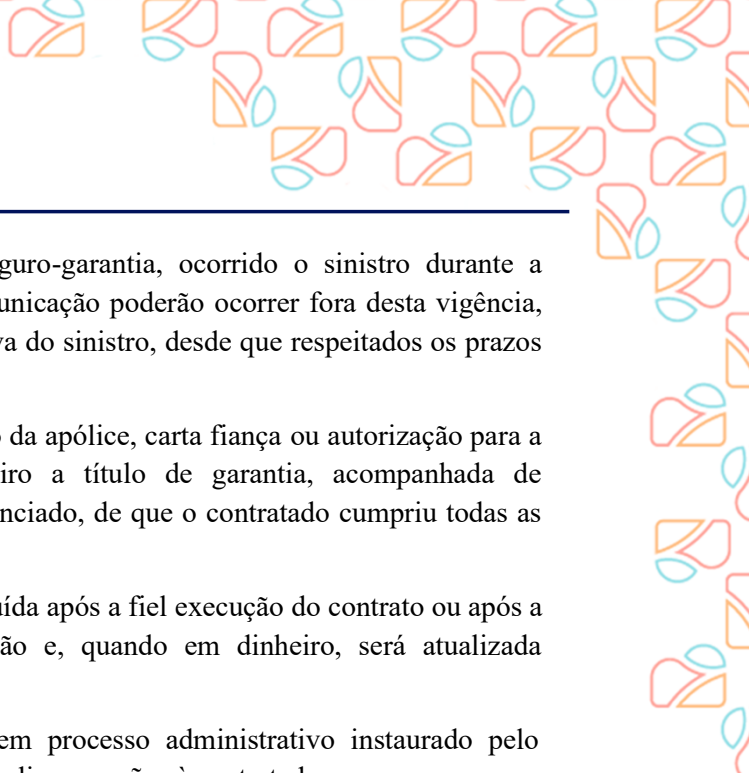 guro-garantia, ocorrido o sinistro durante a
unicação poderão ocorrer fora desta vigência,
va do sinistro, desde que respeitados os prazos
o da apólice, carta fiança ou autorização para a
iro a título de garantia, acompanhada de
nciado, de que o contratado cumpriu todas as
uída após a fiel execução do contrato ou após a
ão e, quando em dinheiro, será atualizada
em processo administrativo instaurado pelo